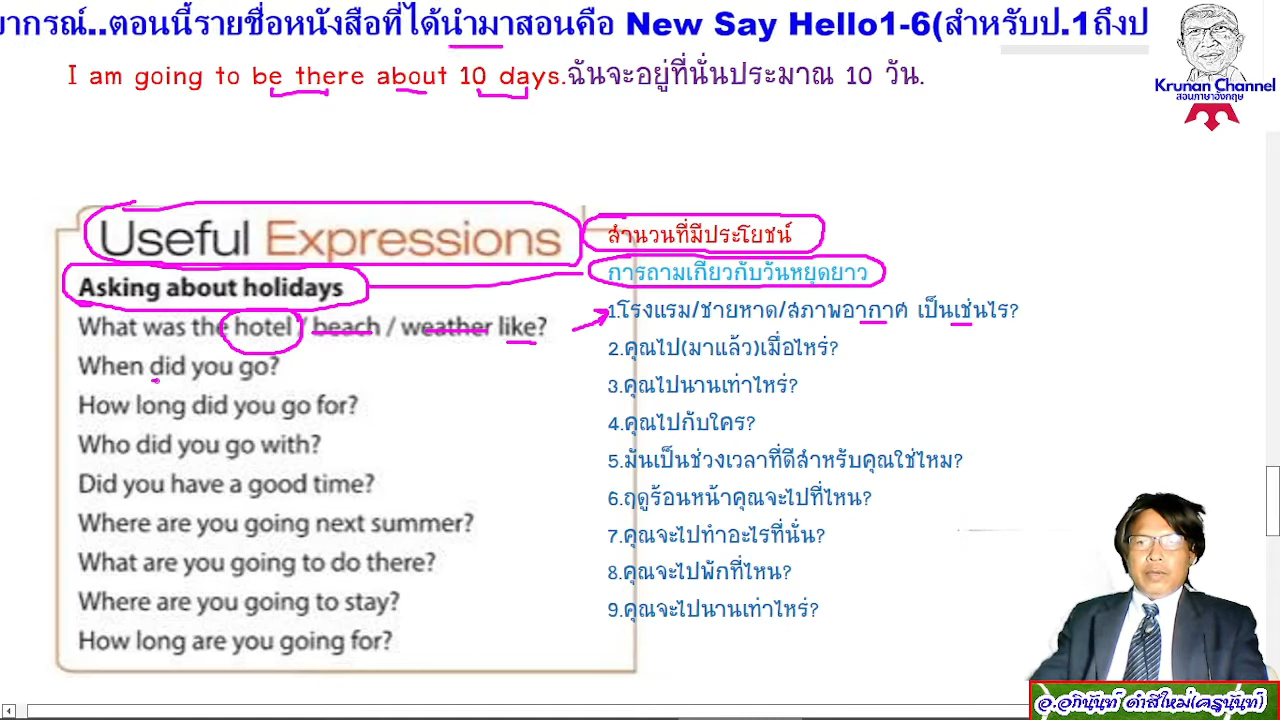 ยากรณ์..ตอนนี้รายชื่อหนังสือที่ได้นำมาสอนคือ New Say Hello1-6(สำหรับป.1ถึงป
I am going to be there about 10 days.ฉันจะอยู่ที่นั่นประมาณ 10 วัน.
Krunan Channel
สอนภาษาอังกฤษ
Useful Expressions
สำนวนที่มีประโยชน์
Asking about holidays
การถามเกี่ยวกับวันหยุดยาว
What was the hotel / beach / weather like?
1.โรงแรม/ชายหาด/สภาพอากาศ เป็นเช่นไร?
When did you go?
2.คุณไป(มาแล้ว)เมื่อไหร่?
How long did you go for?
3.คุณไปนานเท่าไหร่?
Who did you go with?
4.คุณไปกับใคร?
Did you have a good time?
5.มันเป็นช่วงเวลาที่ดีสำหรับคุณใช่ไหม?
Where are you going next summer?
6.ฤดูร้อนหน้าคุณจะไปที่ไหน?
What are you going to do there?
7.คุณจะไปทำอะไรที่นั่น?
Where are you going to stay?
8.คุณจะไปพักที่ไหน?
How long are you going for?
9.คุณจะไปนานเท่าไหร่?
อ.อภินันท์ ดำสีใหม่(ครูนันท์)